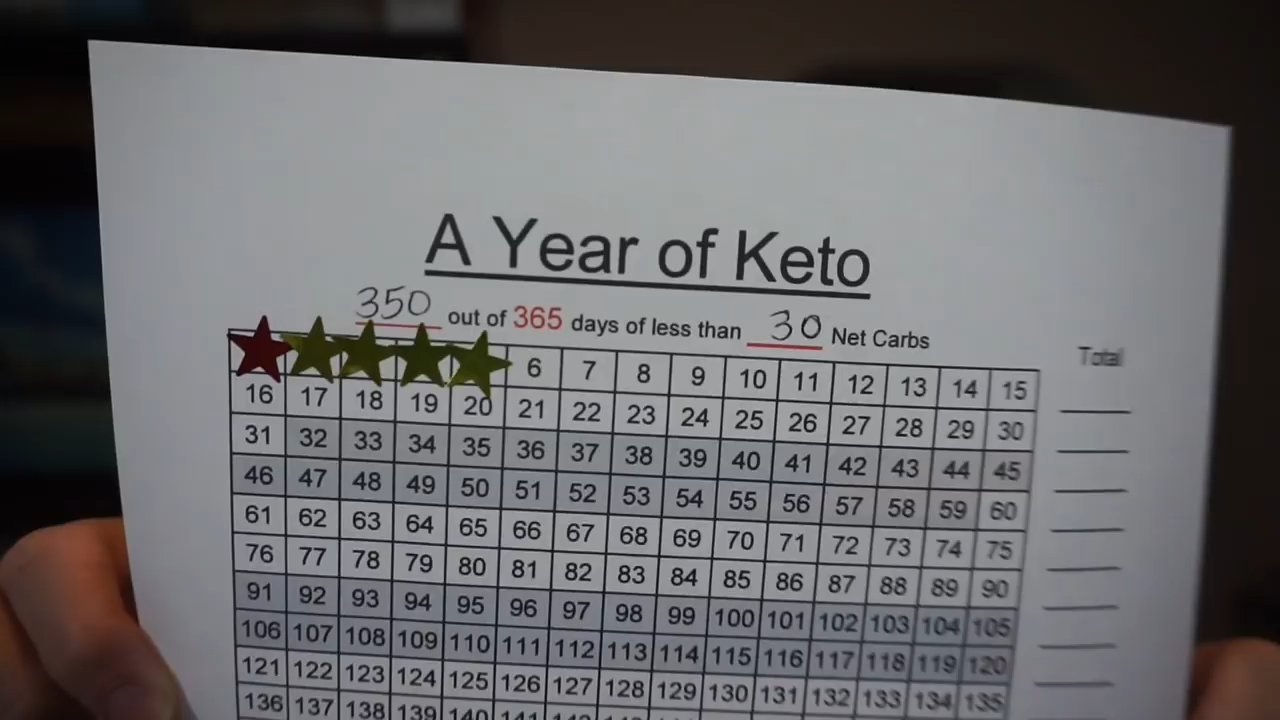 A Year of Keto
350 out of 365 days of less than 30 Net Carbs
Total
6 7 8 9 10 11 12 13 14 15
16 17 18 19 20 21 22 23 24 25 26 27 28 29 30
31 32 33 34 35 36 37 38 39 40 41 42 43 44 45
46 47 48 49 50 51 52 53 54 55 56 57 58 59 60
61 62 63 64 65 66 67 68 69 70 71 72 73 74 75
76 77 78 79 80 81 82 83 84 85 86 87 88 89 90
91 92 93 94 95 96 97 98 99 100 101 102 103 104 105
106 107 108 109 110 111 112 113 114 115 116 117 118 119 120
121 122 123 124 125 126 127 128 129 130 131 132 133 134 135
136 137 138 139 140 141